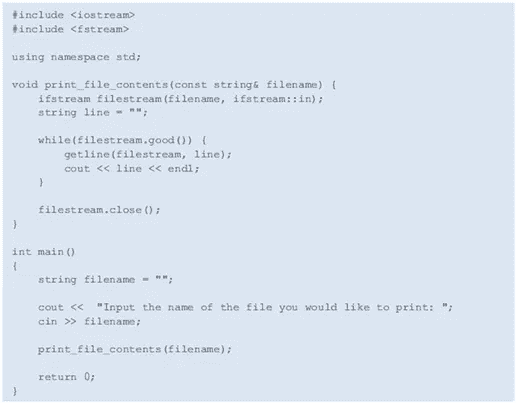 #include <iostream>
#include <fstream>

using namespace std;

void print_file_contents(const string& filename) {
    ifstream filestream(filename, ifstream::in);
    string line = "";

    while(filestream.good()) {
        getline(filestream, line);
        cout << line << endl;
    }

    filestream.close();
}

int main()
{
    string filename = "";

    cout <<  "Input the name of the file you would like to print: ";
    cin >> filename;

    print_file_contents(filename);

    return 0;
}